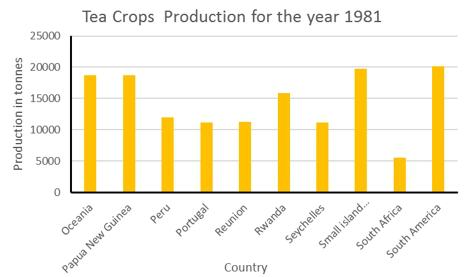 Tea Crops Production for the year 1981
Production in tonnes
25000
20000
15000
10000
5000
0
Oceania
Papua New Guinea
Peru
Portugal
Reunion
Rwanda
Seychelles
Small island...
South Africa
South America
Country